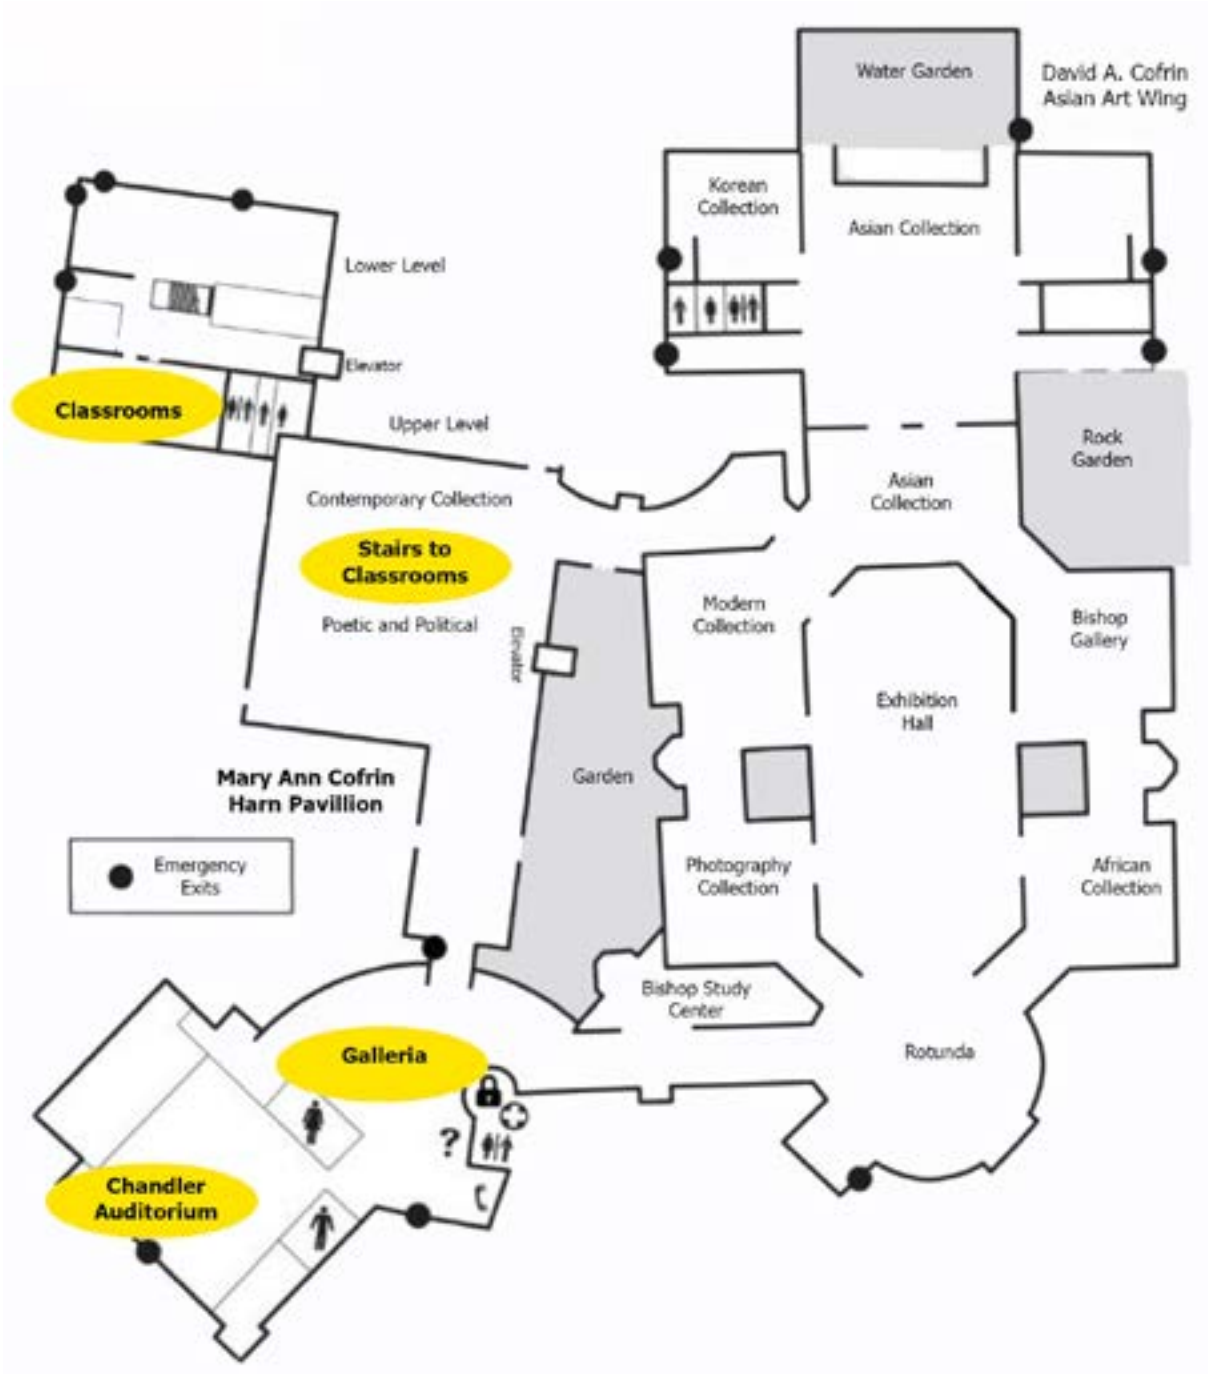 Water Garden
David A. Cofrin
Asian Art Wing
Korean
Collection
Asian Collection
Lower Level
Elevator
Classrooms
Upper Level
Rock
Garden
Asian
Collection
Contemporary Collection
Stairs to
Classrooms
Modern
Collection
Bishop
Gallery
Poetic and Political
Elevator
Exhibition
Hall
Mary Ann Cofrin
Harn Pavillion
Garden
Emergency
Exits
Photography
Collection
African
Collection
Bishop Study
Center
Galleria
Rotunda
?
Chandler
Auditorium